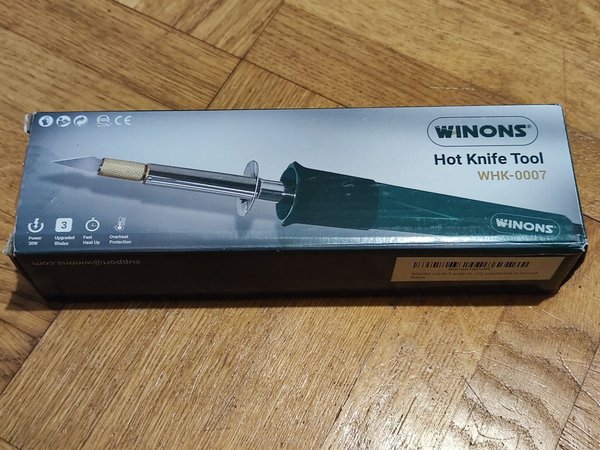 CE
WINONS®
Hot Knife Tool
WHK-0007
WINONS®
Power
30W
3
Upgraded
Blades
Fast
Heat Up
Overheat
Protection
support@winons.com
New